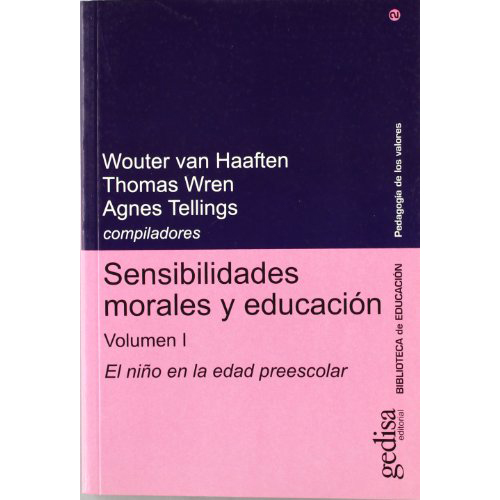 Wouter van Haaften
Thomas Wren
Agnes Tellings
compiladores
Sensibilidades
morales y educación
Volumen I
El niño en la edad preescolar
gedisa
editorial
BIBLIOTECA de EDUCACIÓN
Pedagogía de los valores
2